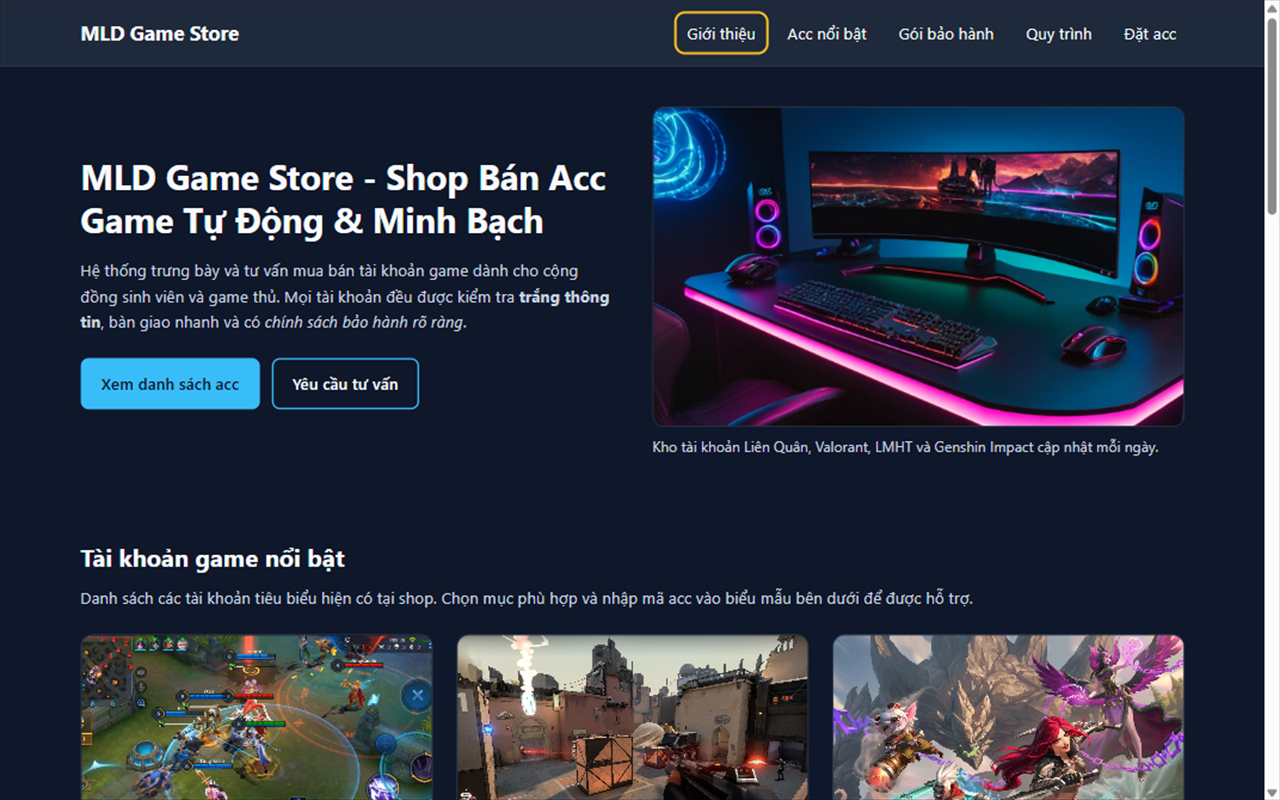 MLD Game Store
Giới thiệu
Acc nổi bật
Gói bảo hành
Quy trình
Đặt acc
MLD Game Store - Shop Bán Acc
Game Tự Động & Minh Bạch
Hệ thống trưng bày và tư vấn mua bán tài khoản game dành cho cộng
đồng sinh viên và game thủ. Mọi tài khoản đều được kiểm tra trắng thông
tin, bàn giao nhanh và có chính sách bảo hành rõ ràng.
Xem danh sách acc
Yêu cầu tư vấn
Kho tài khoản Liên Quân, Valorant, LMHT và Genshin Impact cập nhật mỗi ngày.
Tài khoản game nổi bật
Danh sách các tài khoản tiêu biểu hiện có tại shop. Chọn mục phù hợp và nhập mã acc vào biểu mẫu bên dưới để được hỗ trợ.